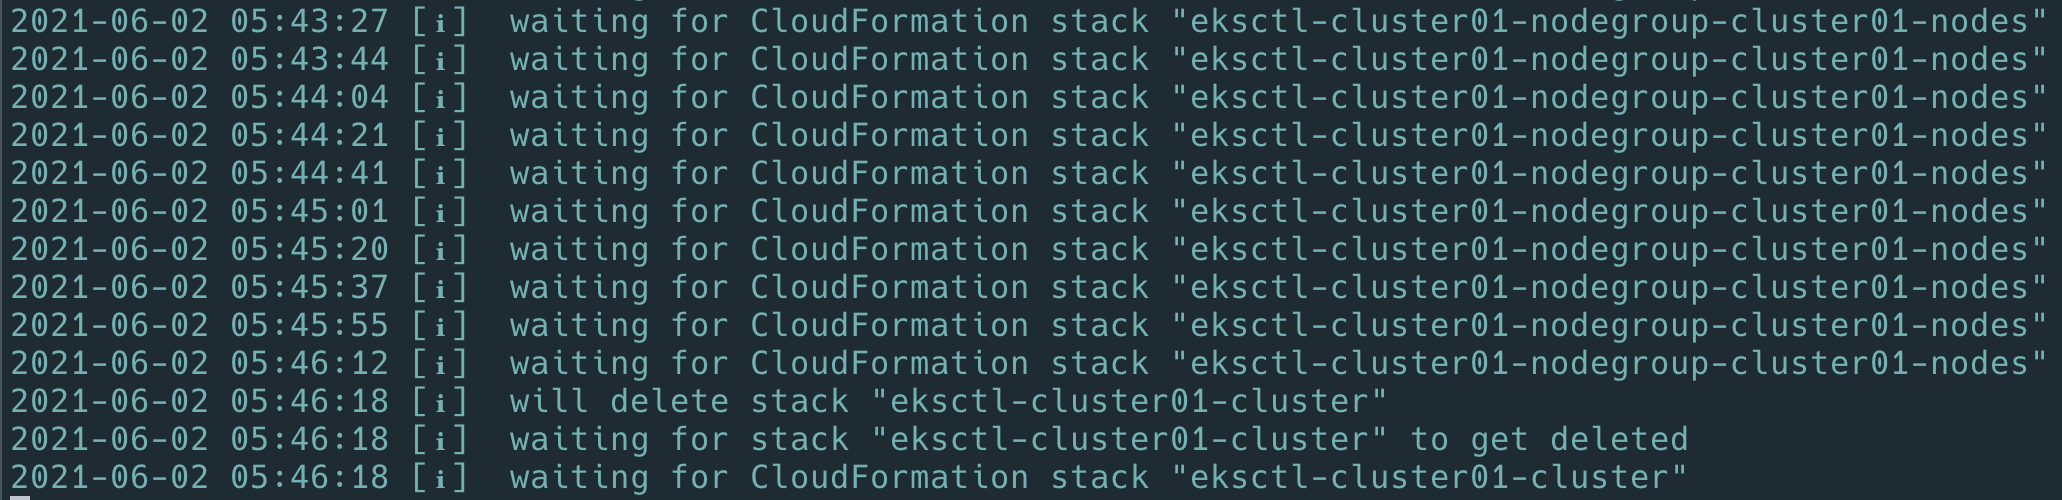 2021-06-02 05:43:27 [ℹ]  waiting for CloudFormation stack "eksctl-cluster01-nodegroup-cluster01-nodes"
2021-06-02 05:43:44 [ℹ]  waiting for CloudFormation stack "eksctl-cluster01-nodegroup-cluster01-nodes"
2021-06-02 05:44:04 [ℹ]  waiting for CloudFormation stack "eksctl-cluster01-nodegroup-cluster01-nodes"
2021-06-02 05:44:21 [ℹ]  waiting for CloudFormation stack "eksctl-cluster01-nodegroup-cluster01-nodes"
2021-06-02 05:44:41 [ℹ]  waiting for CloudFormation stack "eksctl-cluster01-nodegroup-cluster01-nodes"
2021-06-02 05:45:01 [ℹ]  waiting for CloudFormation stack "eksctl-cluster01-nodegroup-cluster01-nodes"
2021-06-02 05:45:20 [ℹ]  waiting for CloudFormation stack "eksctl-cluster01-nodegroup-cluster01-nodes"
2021-06-02 05:45:37 [ℹ]  waiting for CloudFormation stack "eksctl-cluster01-nodegroup-cluster01-nodes"
2021-06-02 05:45:55 [ℹ]  waiting for CloudFormation stack "eksctl-cluster01-nodegroup-cluster01-nodes"
2021-06-02 05:46:12 [ℹ]  waiting for CloudFormation stack "eksctl-cluster01-nodegroup-cluster01-nodes"
2021-06-02 05:46:18 [ℹ]  will delete stack "eksctl-cluster01-cluster"
2021-06-02 05:46:18 [ℹ]  waiting for stack "eksctl-cluster01-cluster" to get deleted
2021-06-02 05:46:18 [ℹ]  waiting for CloudFormation stack "eksctl-cluster01-cluster"